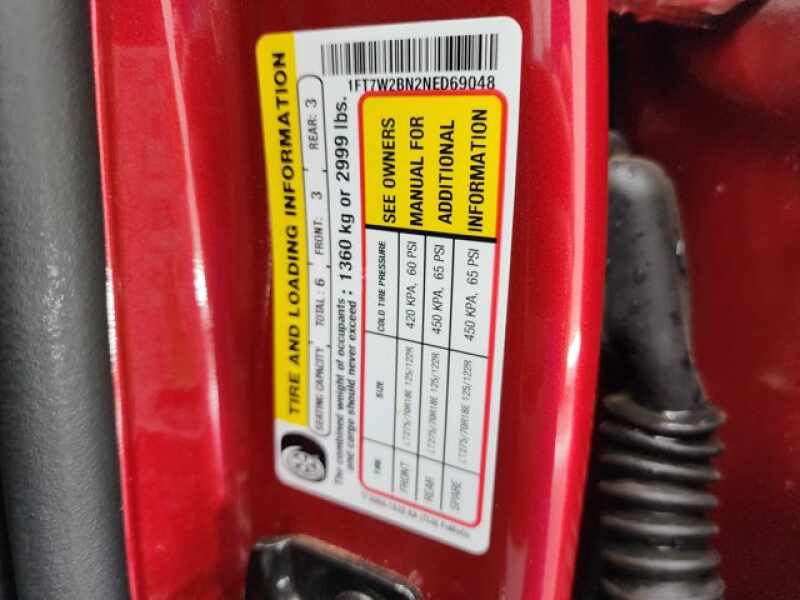 1FT7W2BN2NED69048
TIRE AND LOADING INFORMATION
SEATING CAPACITY TOTAL: 6 FRONT: 3 REAR: 3
The combined weight of occupants and cargo should never exceed: 1360 kg or 2999 lbs.
TIRE SIZE COLD TIRE PRESSURE
FRONT LT275/70R18E 125/122R 420 KPA, 60 PSI
REAR LT275/70R18E 125/122R 450 KPA, 65 PSI
SPARE LT275/70R18E 125/122R 450 KPA, 65 PSI
SEE OWNERS
MANUAL FOR
ADDITIONAL
INFORMATION